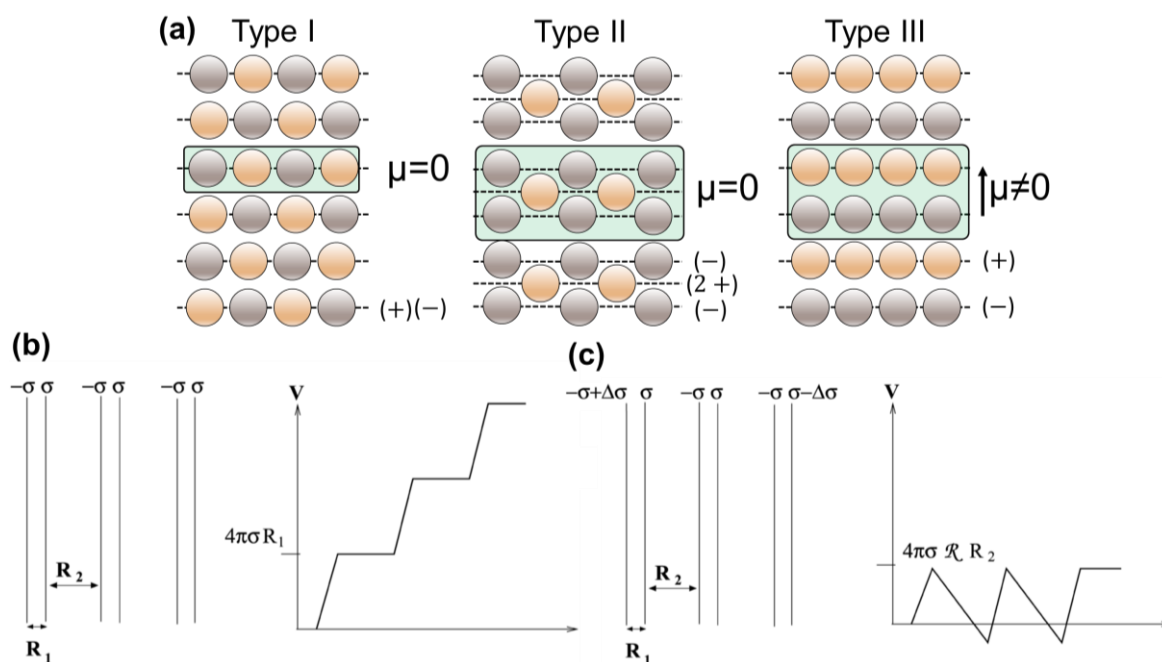 (a) Type I Type II Type III
μ=0
μ=0
μ≠0
(+)(−)
(−)
(2 +)
(−)
(+)
(−)
(b)
−σ σ −σ σ −σ σ
R₂
R₁
V
4πσR₁
(c)
−σ+Δσ σ −σ σ −σ σ−Δσ
R₂
R₁
V
4πσ ℛ R₂